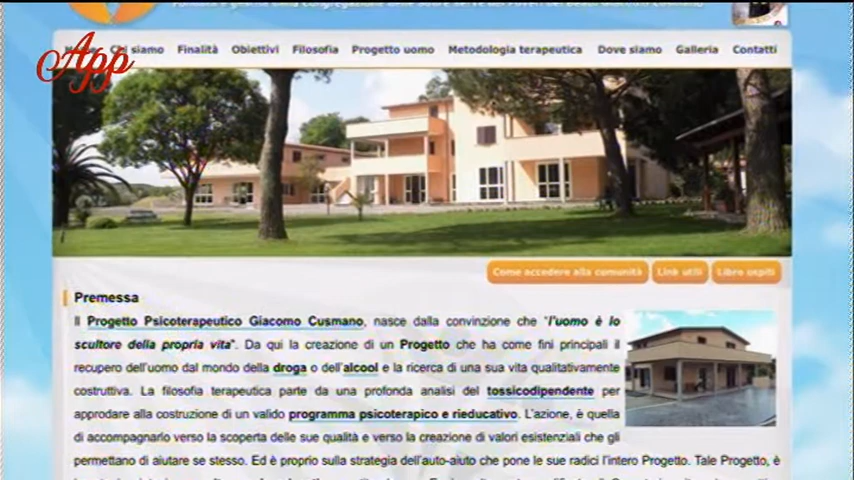 App
Chi siamo Finalità Obiettivi Filosofia Progetto uomo Metodologia terapeutica Dove siamo Galleria Contatti
Come accedere alla comunità Link utili Libro ospiti
Premessa
Il Progetto Psicoterapeutico Giacomo Cusmano, nasce dalla convinzione che "l'uomo è lo
scultore della propria vita". Da qui la creazione di un Progetto che ha come fini principali il
recupero dell'uomo dal mondo della droga o dell'alcool e la ricerca di una sua vita qualitativamente
costruttiva. La filosofia terapeutica parte da una profonda analisi del tossicodipendente per
approdare alla costruzione di un valido programma psicoterapico e rieducativo. L'azione, è quella
di accompagnarlo verso la scoperta delle sue qualità e verso la creazione di valori esistenziali che gli
permettano di aiutare se stesso. Ed è proprio sulla strategia dell'auto-aiuto che pone le sue radici l'intero Progetto. Tale Progetto, è